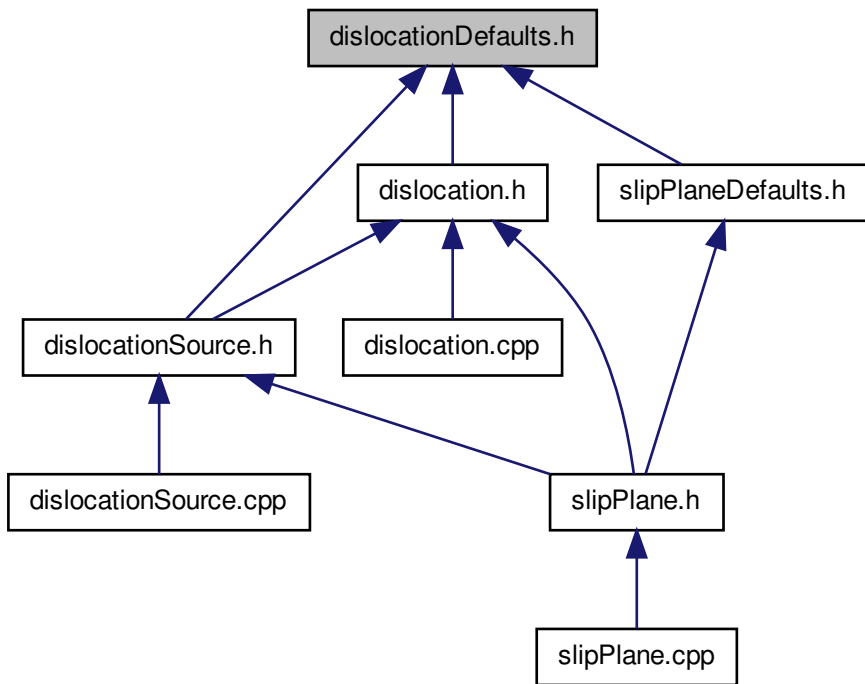 dislocationDefaults.h
dislocation.h
slipPlaneDefaults.h
dislocationSource.h
dislocation.cpp
dislocationSource.cpp
slipPlane.h
slipPlane.cpp